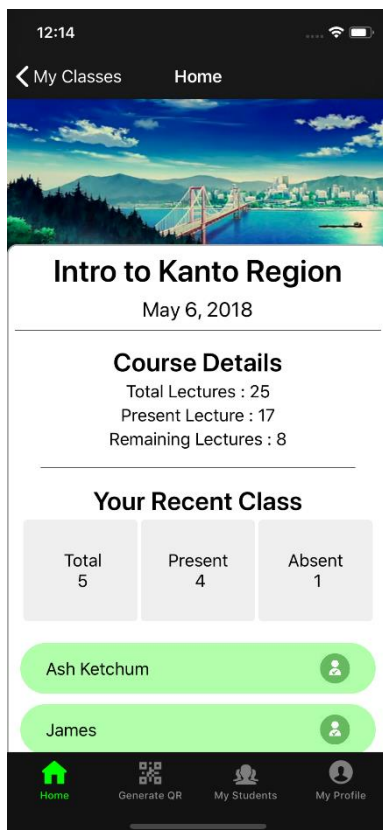 12:14
My Classes Home
Intro to Kanto Region
May 6, 2018
Course Details
Total Lectures : 25
Present Lecture : 17
Remaining Lectures : 8
Your Recent Class
Total Present Absent
5 4 1
Ash Ketchum
James
Home Generate QR My Students My Profile